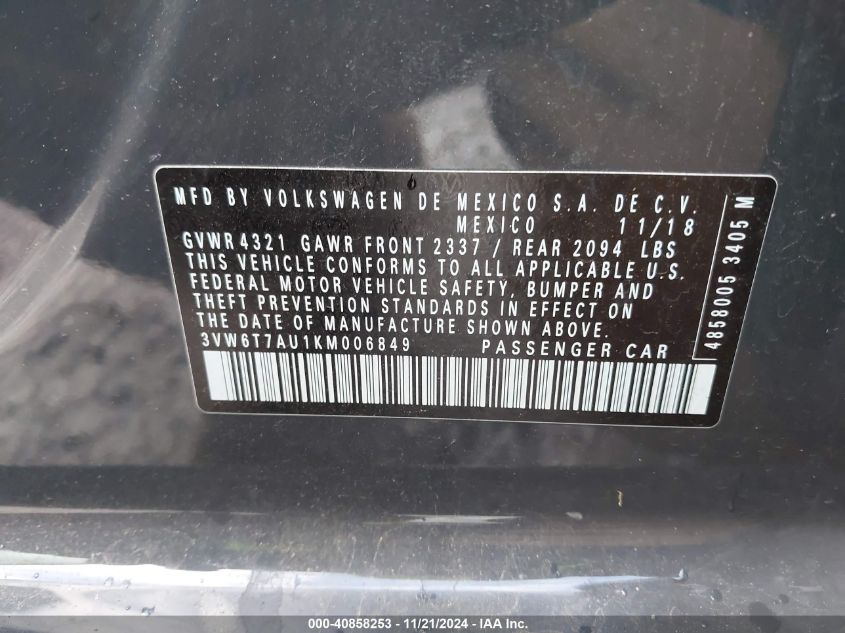 MFD BY VOLKSWAGEN DE MEXICO S.A. DE C.V.
MEXICO 11/18
GVWR 4321 GAWR FRONT 2337 / REAR 2094 LBS
THIS VEHICLE CONFORMS TO ALL APPLICABLE U.S.
FEDERAL MOTOR VEHICLE SAFETY, BUMPER AND
THEFT PREVENTION STANDARDS IN EFFECT ON
THE DATE OF MANUFACTURE SHOWN ABOVE.
3VW6T7AU1KM006849 PASSENGER CAR
4858005 3405 M
000-40858253 - 11/21/2024 - IAA Inc.